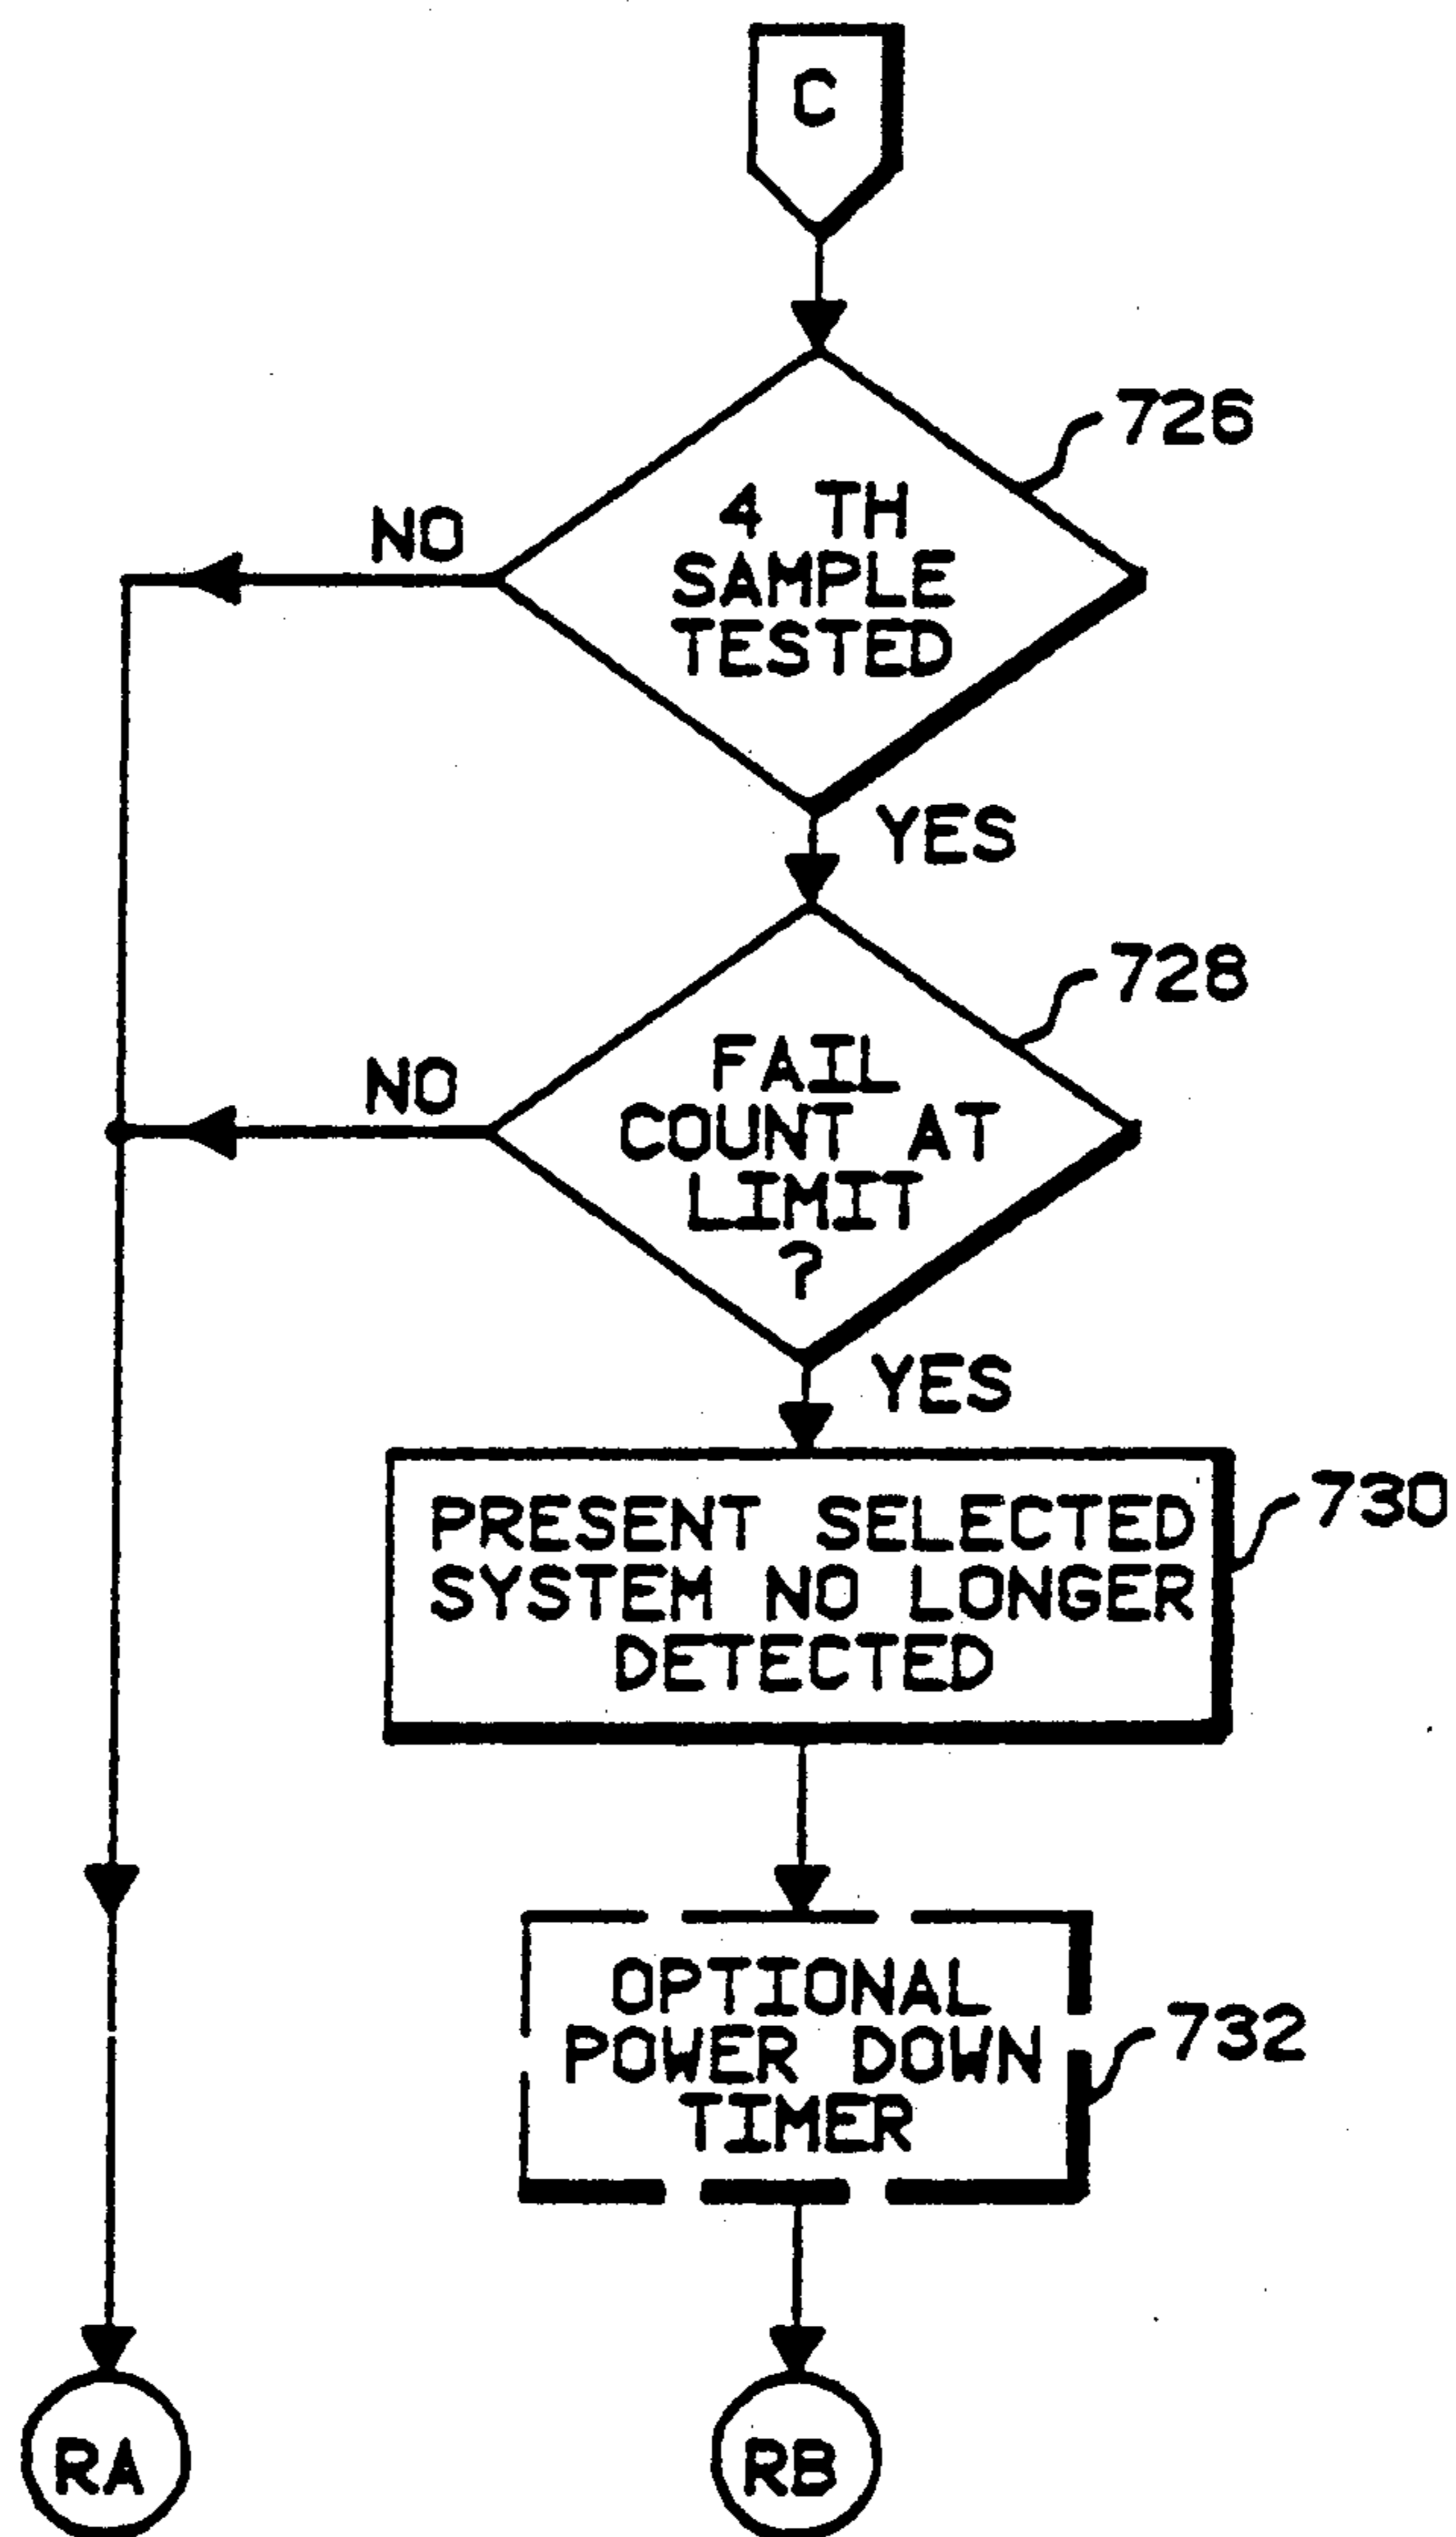 C
726
4 TH
SAMPLE
TESTED
NO
YES
728
FAIL
COUNT AT
LIMIT
?
NO
YES
730
PRESENT SELECTED
SYSTEM NO LONGER
DETECTED
OPTIONAL
POWER DOWN
TIMER
732
RA
RB